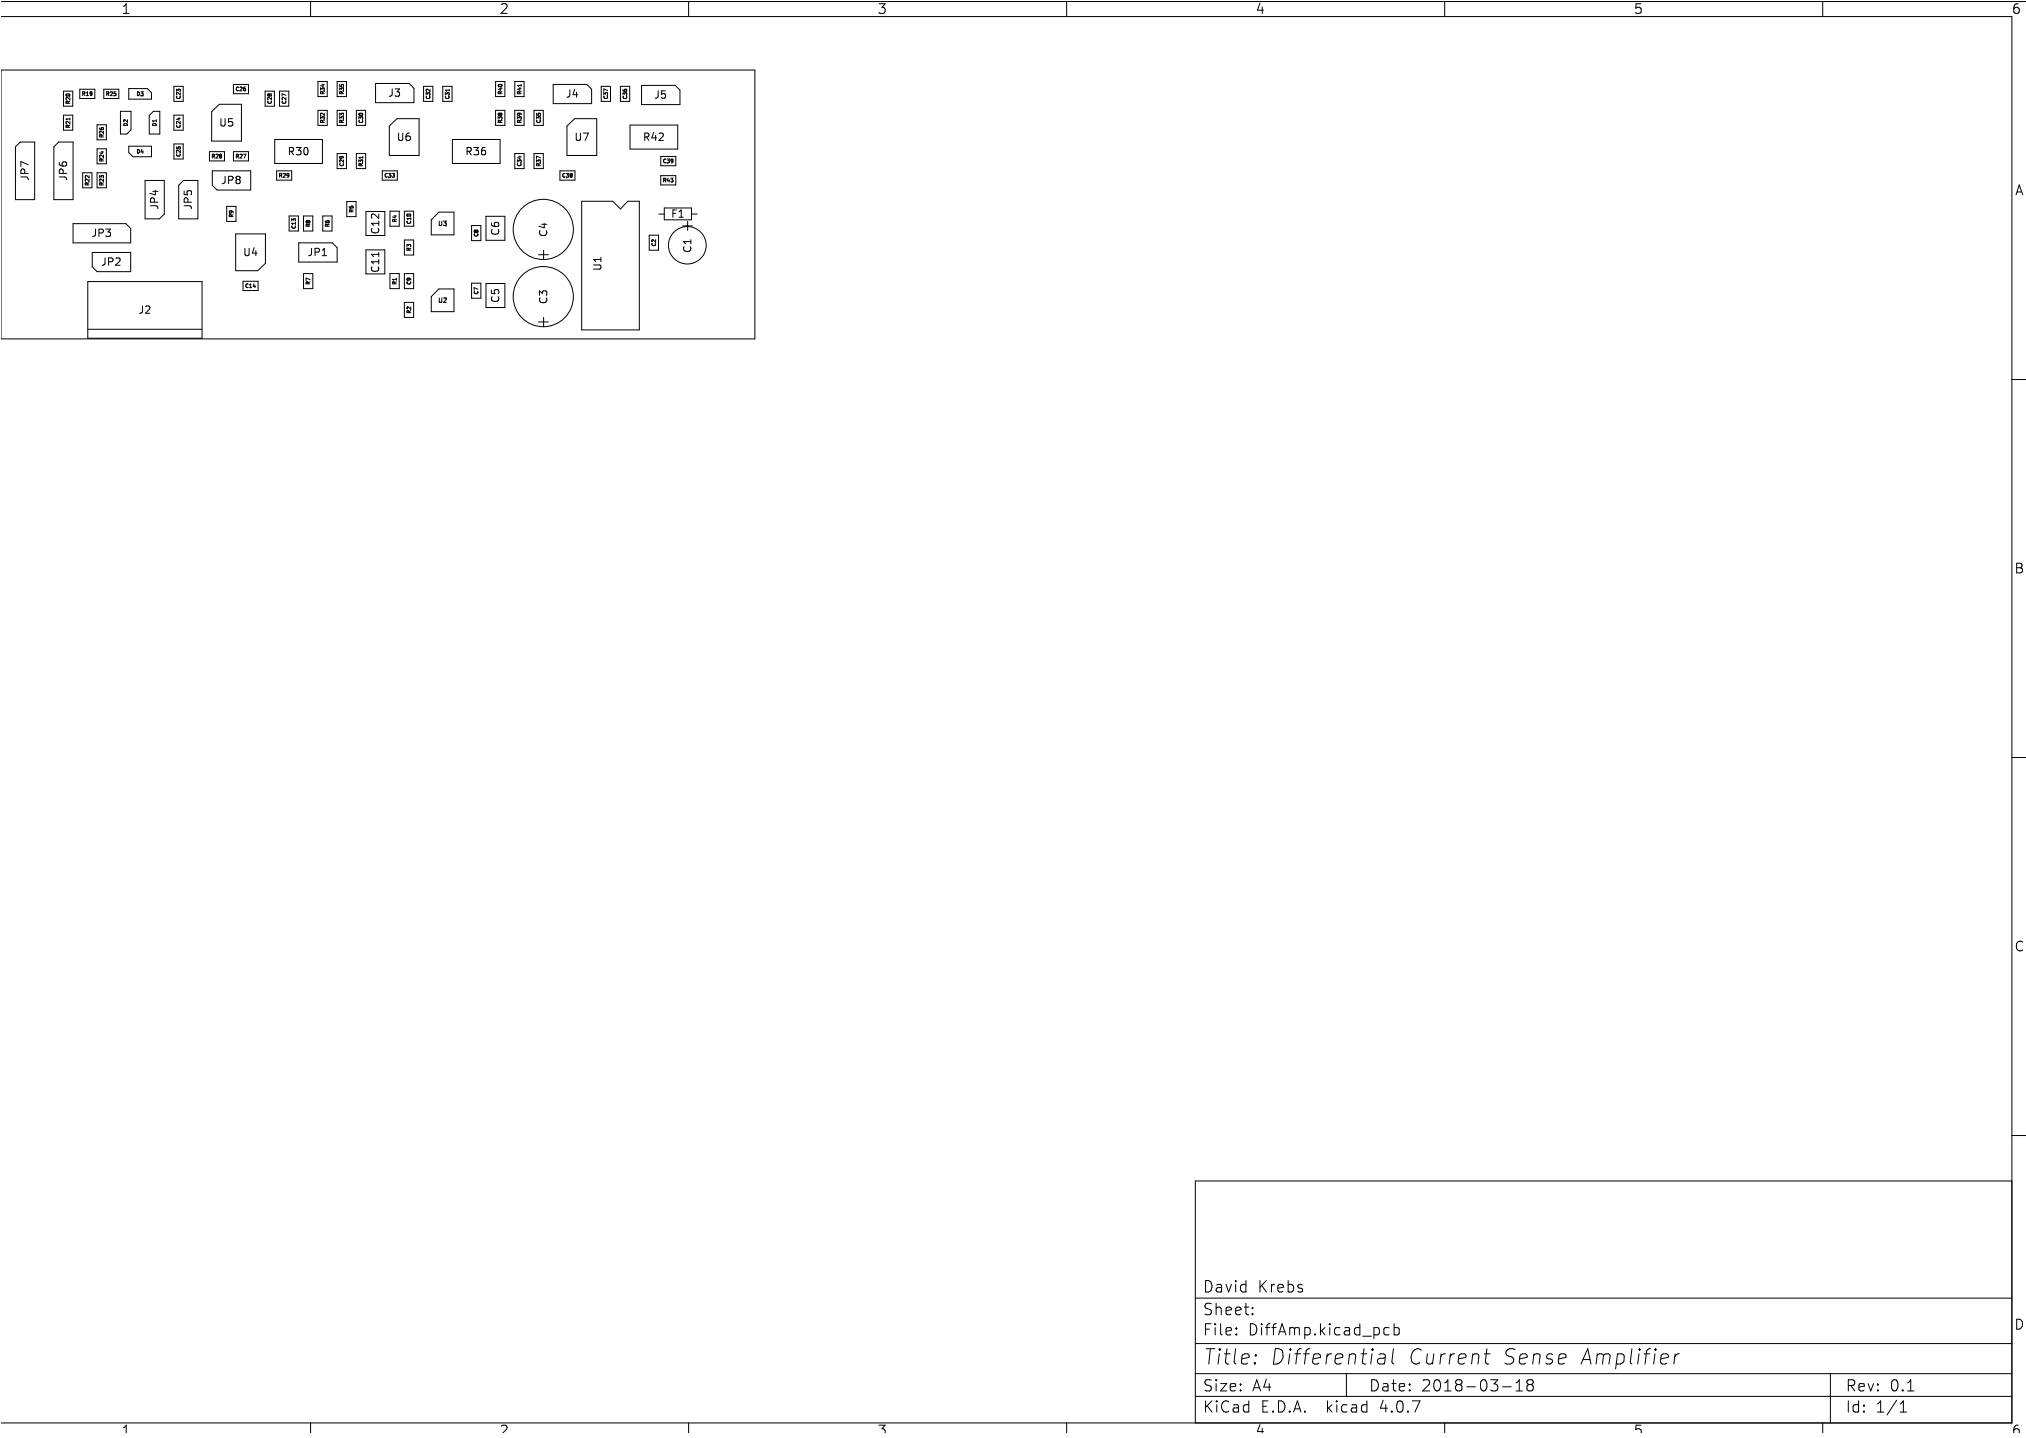 1 2 3 4 5 6
R20 R19 R25 D3 C23 C26 C28 C27 R34 R35 J3 C32 C31 R40 R41 J4 C37 C36 J5
R21 D2 D1 C24 U5 R32 R33 C30 R38 R39 C35
R26 U6 U7 R42
R24 D4 C25 R28 R27 R30 C29 R31 R36 C34 R37 C39
JP7 JP6 R22 R23 JP8 R29 C33 C38 R43
A
JP4 JP5
R9 R5 F1
C13 R8 C12 R4 C10 U3 C6 C4
JP3 C8
U4 JP1 R3 C2 C1
JP2 C11 U1
C14 R7 R1 C9 C7 C5 C3
J2 R2 U2
B
C
David Krebs
Sheet:
File: DiffAmp.kicad_pcb
D
Title: Differential Current Sense Amplifier
Size: A4 Date: 2018-03-18 Rev: 0.1
KiCad E.D.A. kicad 4.0.7 Id: 1/1
1 2 3 4 5 6